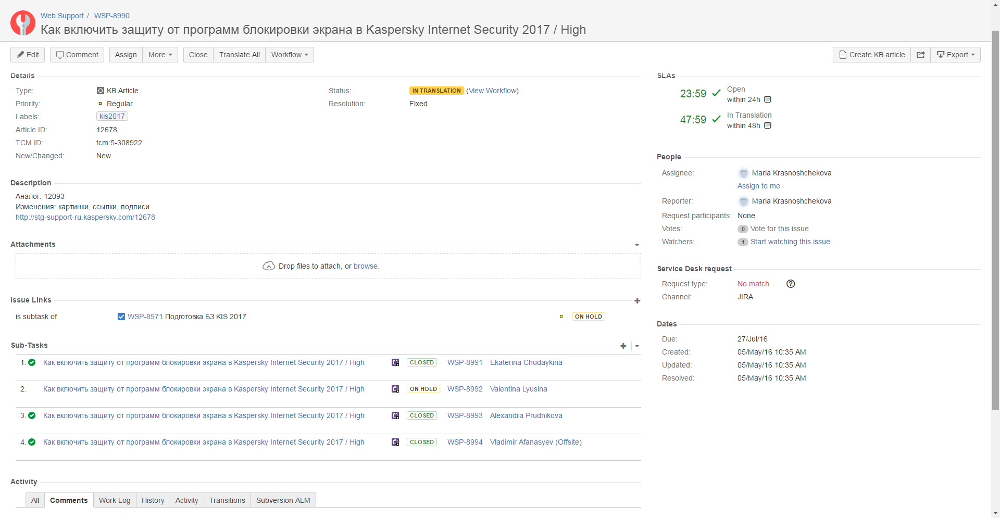 Web Support / WSP-8990
Как включить защиту от программ блокировки экрана в Kaspersky Internet Security 2017 / High
Edit Comment Assign More Close Translate All Workflow Create KB article Export
Details
Type: KB Article
Priority: Regular
Labels: kis2017
Article ID: 12678
TCM ID: tcm:5-308922
New/Changed: New
Status: IN TRANSLATION (View Workflow)
Resolution: Fixed
Description
Аналог: 12093
Изменения: картинки, ссылки, подписи
http://stg-support-ru.kaspersky.com/12678
Attachments
Drop files to attach, or browse.
Issue Links
is subtask of WSP-8971 Подготовка БЗ KIS 2017 ON HOLD
Sub-Tasks
1. Как включить защиту от программ блокировки экрана в Kaspersky Internet Security 2017 / High CLOSED WSP-8991 Ekaterina Chudaykina
2. Как включить защиту от программ блокировки экрана в Kaspersky Internet Security 2017 / High ON HOLD WSP-8992 Valentina Lyusina
3. Как включить защиту от программ блокировки экрана в Kaspersky Internet Security 2017 / High CLOSED WSP-8993 Alexandra Prudnikova
4. Как включить защиту от программ блокировки экрана в Kaspersky Internet Security 2017 / High CLOSED WSP-8994 Vladimir Afanasyev (Offsite)
Activity
All Comments Work Log History Activity Transitions Subversion ALM
SLAs
23:59 Open
within 24h
47:59 In Translation
within 48h
People
Assignee: Maria Krasnoshchekova
Assign to me
Reporter: Maria Krasnoshchekova
Request participants: None
Votes: 0 Vote for this issue
Watchers: 1 Start watching this issue
Service Desk request
Request type: No match
Channel: JIRA
Dates
Due: 27/Jul/16
Created: 05/May/16 10:35 AM
Updated: 05/May/16 10:35 AM
Resolved: 05/May/16 10:35 AM